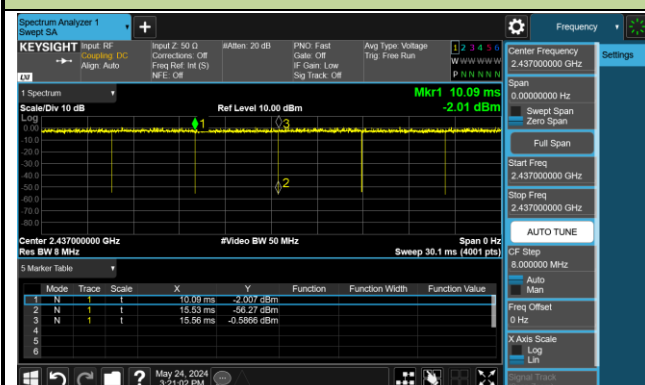 Spectrum Analyzer 1
Swept SA
+
Frequency
KEYSIGHT
Input: RF
Coupling: DC
Align: Auto
Input Z: 50 Ω
Corrections: Off
Freq Ref: Int (S)
NFE: Off
#Atten: 20 dB
PNO: Fast
Gate: Off
IF Gain: Low
Sig Track: Off
Avg Type: Voltage
Trig: Free Run
1 2 3 4 5 6
W W W W W W
P N N N N N
LXI
1 Spectrum
Mkr1 10.09 ms
-2.01 dBm
Scale/Div 10 dB
Ref Level 10.00 dBm
Log
0.00
-10.0
-20.0
-30.0
-40.0
-50.0
-60.0
-70.0
-80.0
1
3
2
Center 2.437000000 GHz
#Video BW 50 MHz
Span 0 Hz
Res BW 8 MHz
Sweep 30.1 ms (4001 pts)
5 Marker Table
Mode Trace Scale X Y Function Function Width Function Value
1 N 1 t 10.09 ms -2.007 dBm
2 N 1 t 15.53 ms -56.27 dBm
3 N 1 t 15.56 ms -0.5866 dBm
4
5
6
?
May 24, 2024
3:21:02 PM
Center Frequency
2.437000000 GHz
Settings
Span
0.00000000 Hz
Swept Span
Zero Span
Full Span
Start Freq
2.437000000 GHz
Stop Freq
2.437000000 GHz
AUTO TUNE
CF Step
8.000000 MHz
Auto
Man
Freq Offset
0 Hz
X Axis Scale
Log
Lin
Signal Track